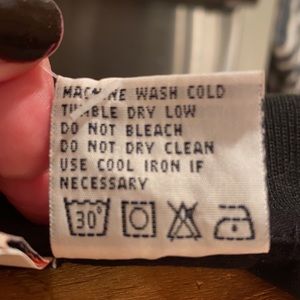 MACHINE WASH COLD
TUMBLE DRY LOW
DO NOT BLEACH
DO NOT DRY CLEAN
USE COOL IRON IF
NECESSARY
30°